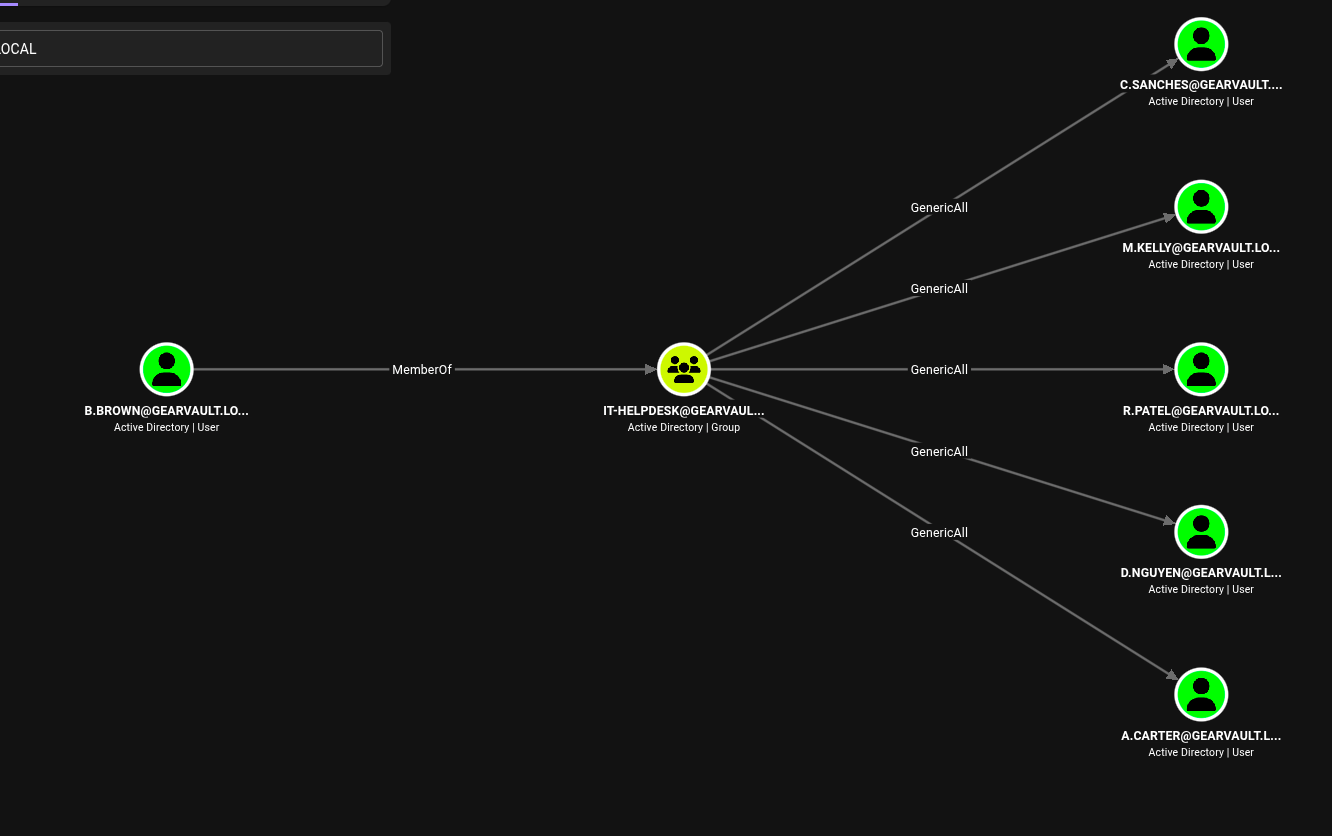 .OCAL
C.SANCHES@GEARVAULT....
Active Directory | User
GenericAll
M.KELLY@GEARVAULT.LO...
Active Directory | User
GenericAll
MemberOf
GenericAll
B.BROWN@GEARVAULT.LO...
Active Directory | User
IT-HELPDESK@GEARVAUL...
Active Directory | Group
R.PATEL@GEARVAULT.LO...
Active Directory | User
GenericAll
GenericAll
D.NGUYEN@GEARVAULT.L...
Active Directory | User
A.CARTER@GEARVAULT.L...
Active Directory | User